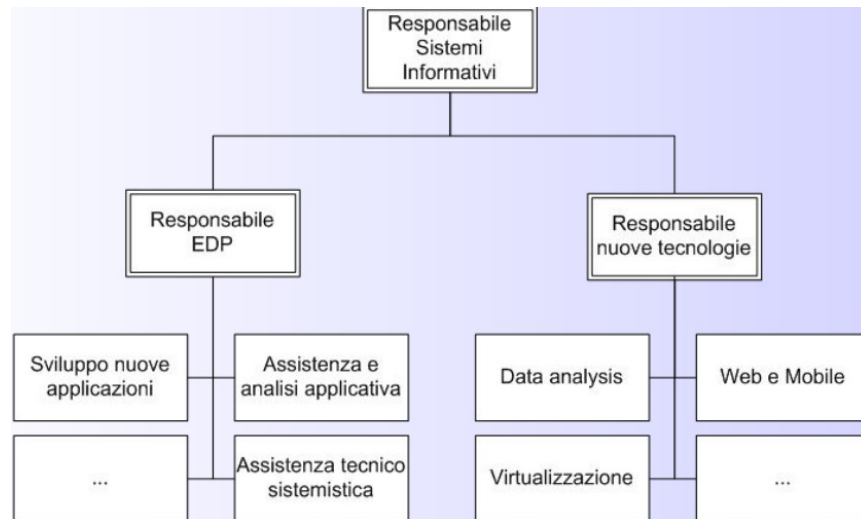 Responsabile
Sistemi
Informativi
Responsabile
EDP
Responsabile
nuove tecnologie
Sviluppo nuove
applicazioni
Assistenza e
analisi applicativa
Data analysis
Web e Mobile
...
Assistenza tecnico
sistemistica
Virtualizzazione
...